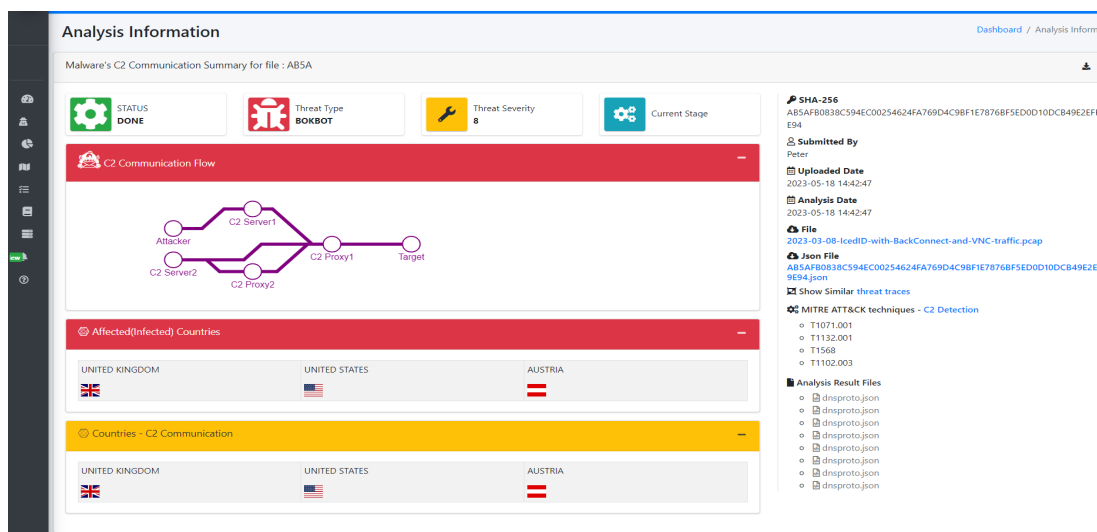 Analysis Information
Dashboard / Analysis Inform
Malware's C2 Communication Summary for file : AB5A
STATUS
DONE
Threat Type
BOKBOT
Threat Severity
8
Current Stage
C2 Communication Flow
C2 Server1
Attacker
C2 Proxy1
Target
C2 Server2
C2 Proxy2
Affected(Infected) Countries
UNITED KINGDOM
UNITED STATES
AUSTRIA
Countries - C2 Communication
UNITED KINGDOM
UNITED STATES
AUSTRIA
SHA-256
AB5AFB0838C594EC00254624FA769D4C9BF1E7876BF5ED0D10DCB49E2EFI
E94
Submitted By
Peter
Uploaded Date
2023-05-18 14:42:47
Analysis Date
2023-05-18 14:42:47
File
2023-03-08-IcedID-with-BackConnect-and-VNC-traffic.pcap
Json File
AB5AFB0838C594EC00254624FA769D4C9BF1E7876BF5ED0D10DCB49E2E
9E94.json
Show Similar threat traces
MITRE ATT&CK techniques - C2 Detection
T1071.001
T1132.001
T1568
T1102.003
Analysis Result Files
dnsproto.json
dnsproto.json
dnsproto.json
dnsproto.json
dnsproto.json
dnsproto.json
dnsproto.json
dnsproto.json